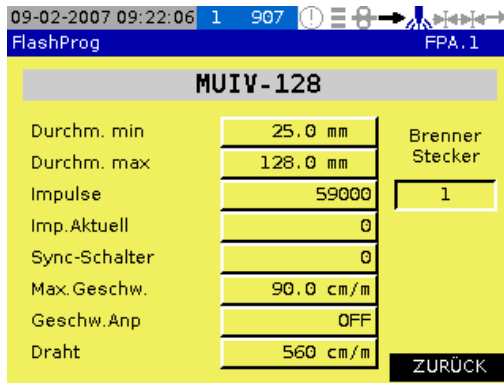 09-02-2007 09:22:06 1 907
FlashProg FPA.1
MUIV-128
Durchm. min 25.0 mm
Durchm. max 128.0 mm
Impulse 59000
Imp.Aktuell 0
Sync-Schalter 0
Max.Geschw. 90.0 cm/m
Geschw.Anp OFF
Draht 560 cm/m
Brenner
Stecker
1
ZURÜCK